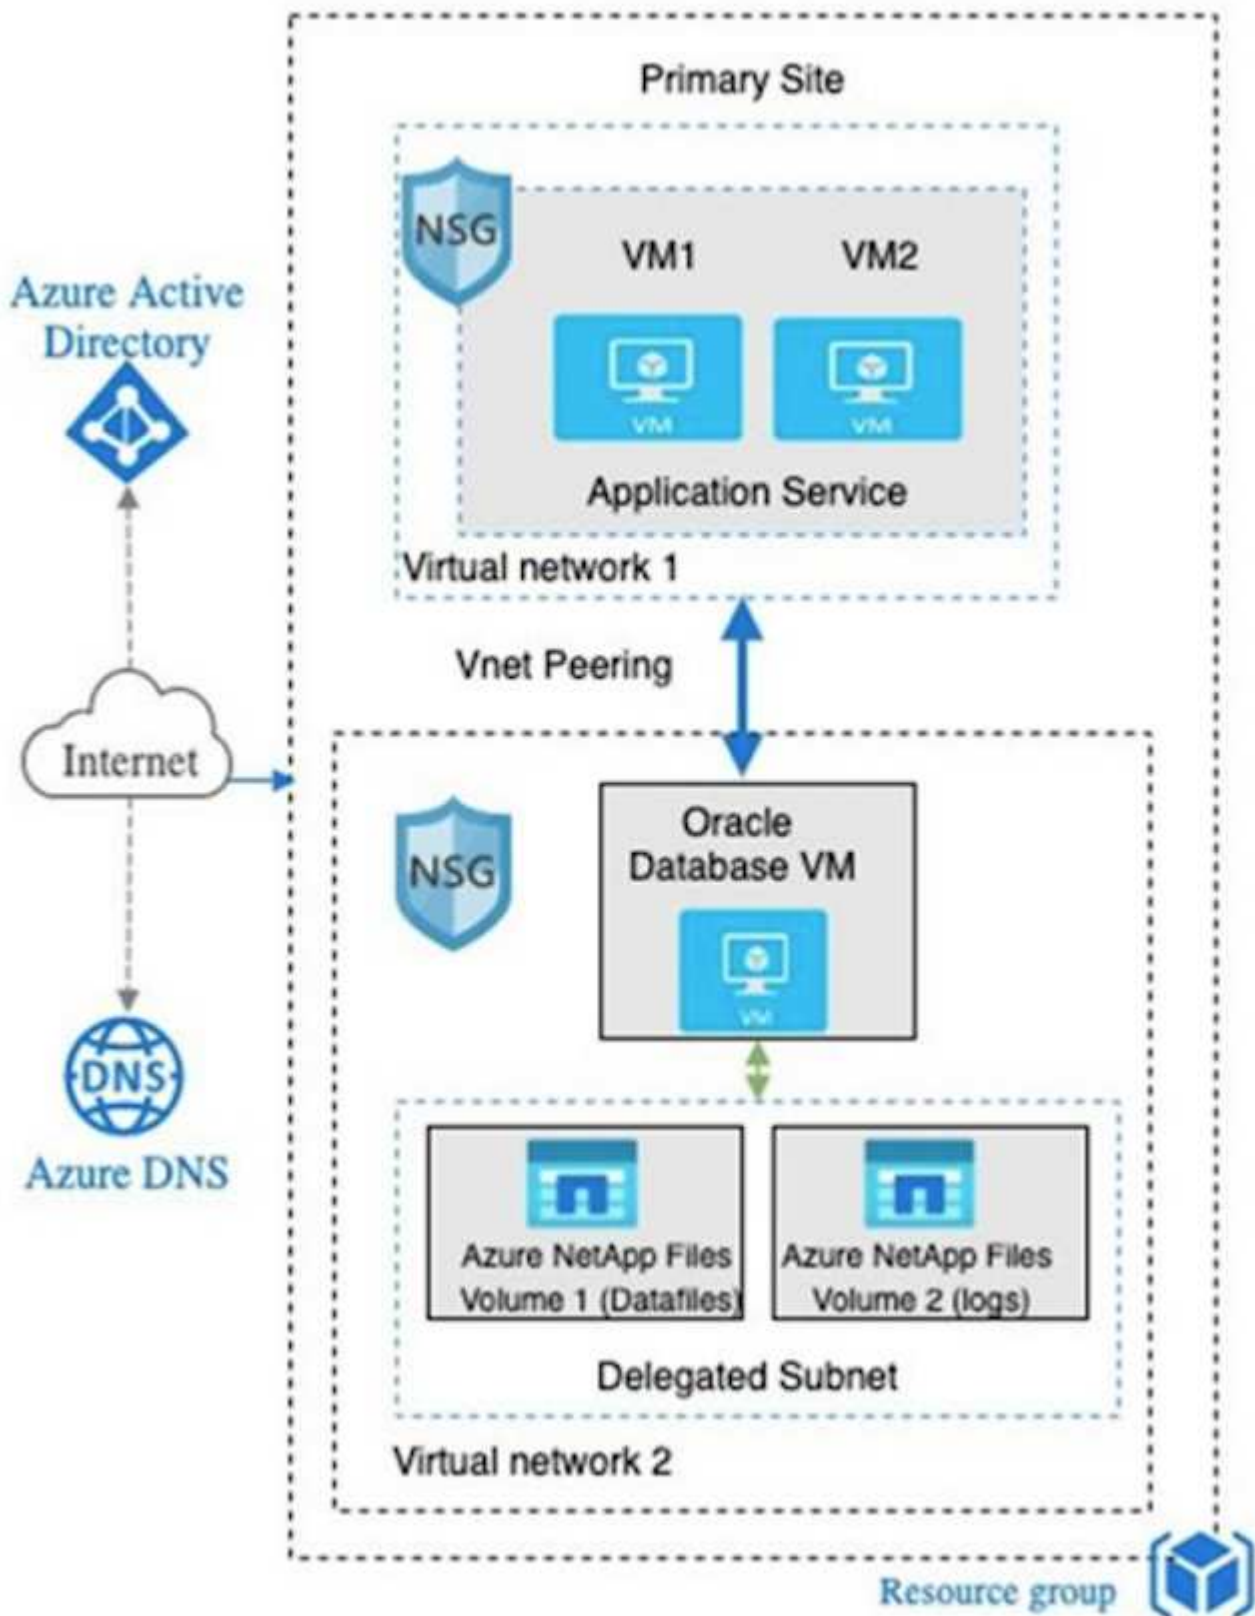 Primary Site
NSG
VM1
VM2
VM
VM
Application Service
Virtual network 1
Azure Active
Directory
Vnet Peering
Internet
NSG
Oracle
Database VM
VM
DNS
Azure DNS
Azure NetApp Files
Volume 1 (Datafiles)
Azure NetApp Files
Volume 2 (logs)
Delegated Subnet
Virtual network 2
Resource group